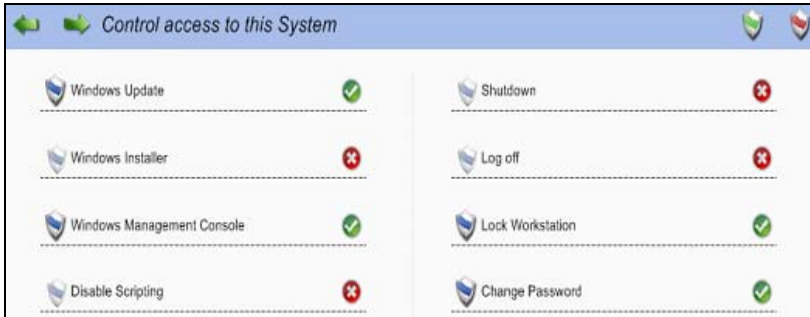 Control access to this System
Windows Update
Shutdown
Windows Installer
Log off
Windows Management Console
Lock Workstation
Disable Scripting
Change Password